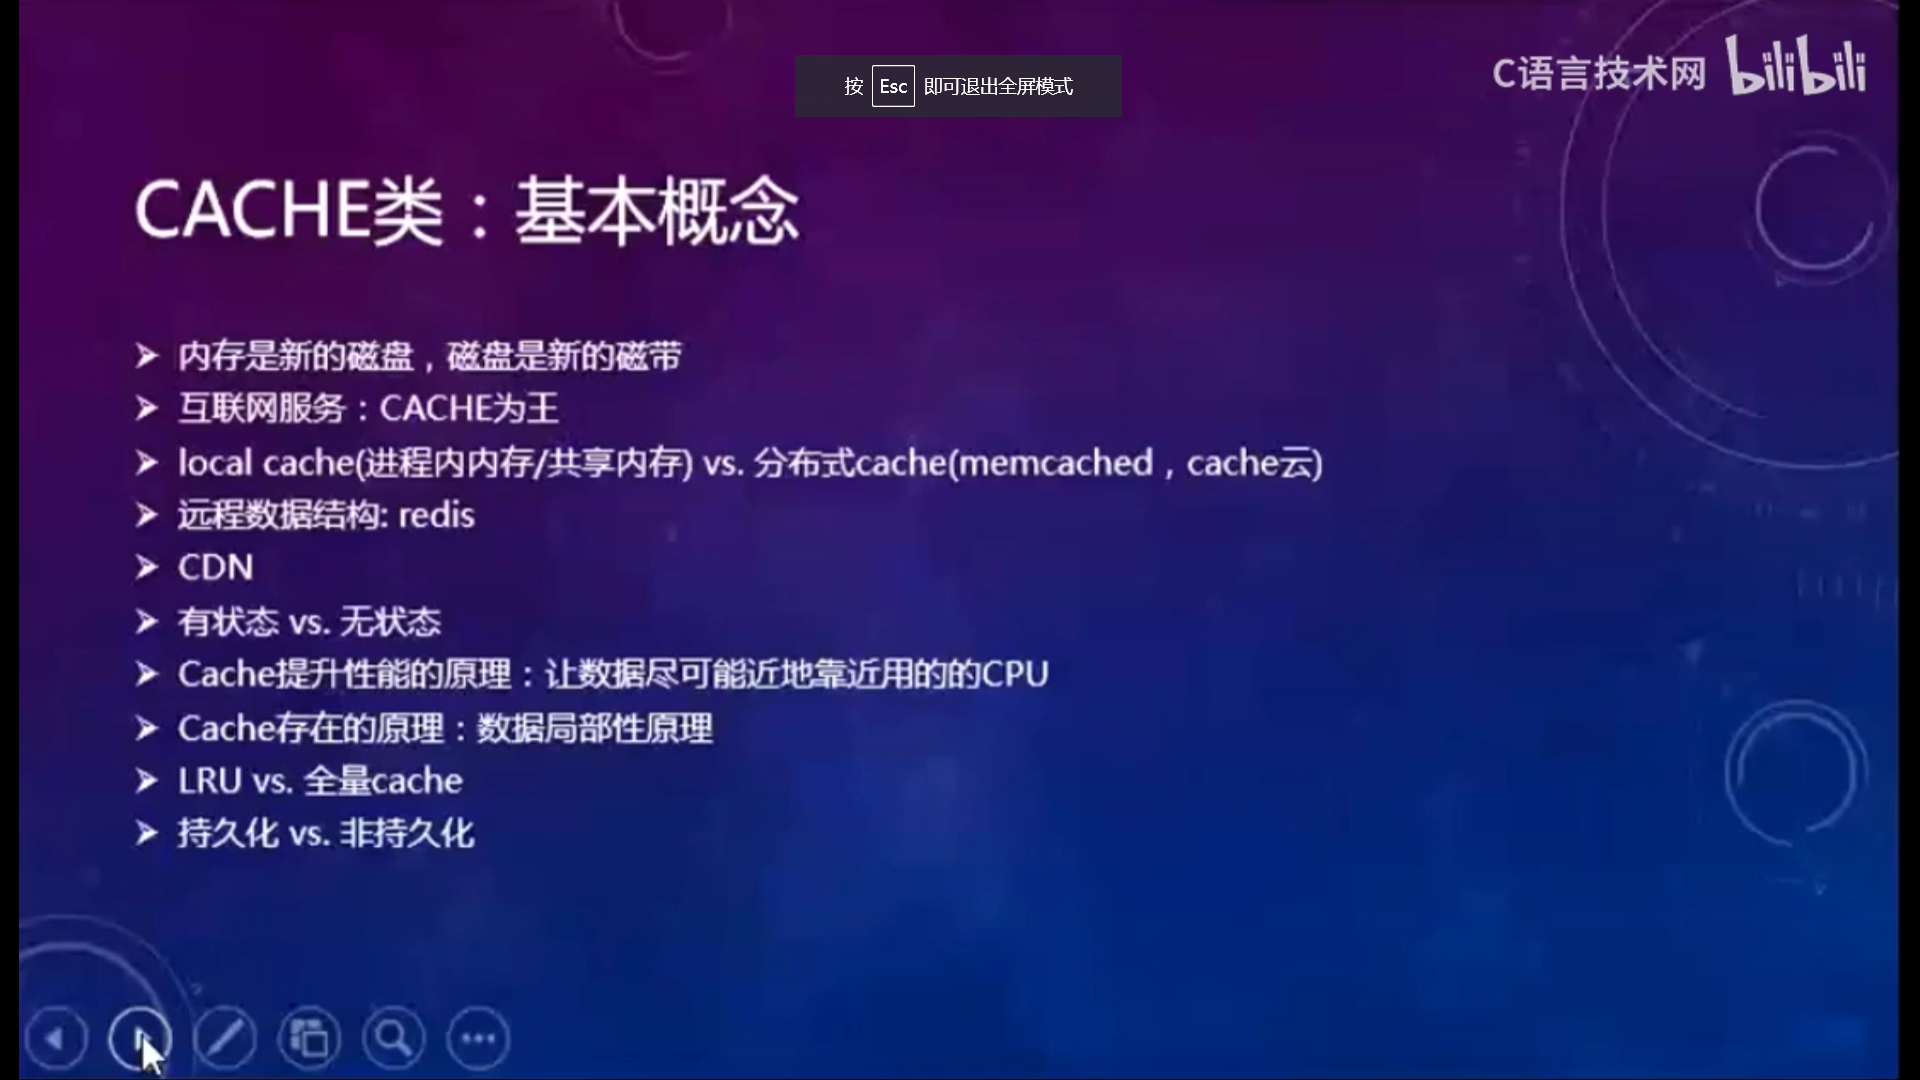 按 Esc 即可退出全屏模式
C语言技术网 bilibili
CACHE类：基本概念
内存是新的磁盘，磁盘是新的磁带
互联网服务：CACHE为王
local cache(进程内内存/共享内存) vs. 分布式cache(memcached，cache云)
远程数据结构: redis
CDN
有状态 vs. 无状态
Cache提升性能的原理：让数据尽可能近地靠近用的的CPU
Cache存在的原理：数据局部性原理
LRU vs. 全量cache
持久化 vs. 非持久化